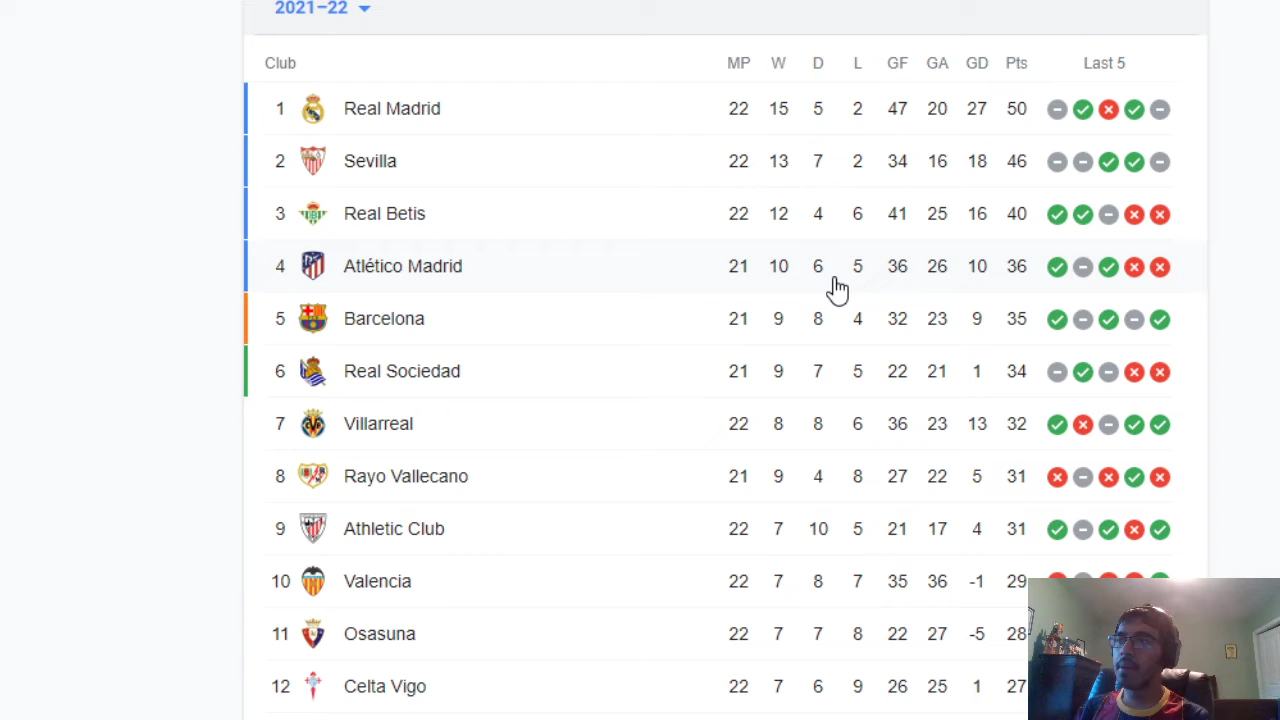 2021–22
Club MP W D L GF GA GD Pts Last 5
1 Real Madrid 22 15 5 2 47 20 27 50
2 Sevilla 22 13 7 2 34 16 18 46
3 Real Betis 22 12 4 6 41 25 16 40
4 Atlético Madrid 21 10 6 5 36 26 10 36
5 Barcelona 21 9 8 4 32 23 9 35
6 Real Sociedad 21 9 7 5 22 21 1 34
7 Villarreal 22 8 8 6 36 23 13 32
8 Rayo Vallecano 21 9 4 8 27 22 5 31
9 Athletic Club 22 7 10 5 21 17 4 31
10 Valencia 22 7 8 7 35 36 -1 29
11 Osasuna 22 7 7 8 22 27 -5 28
12 Celta Vigo 22 7 6 9 26 25 1 27